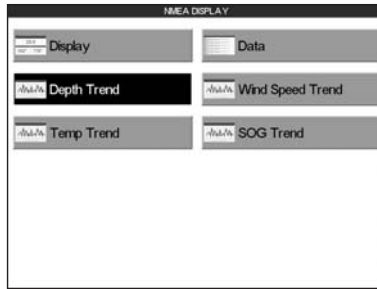 NMEA DISPLAY
Display
Data
Depth Trend
Wind Speed Trend
Temp Trend
SOG Trend